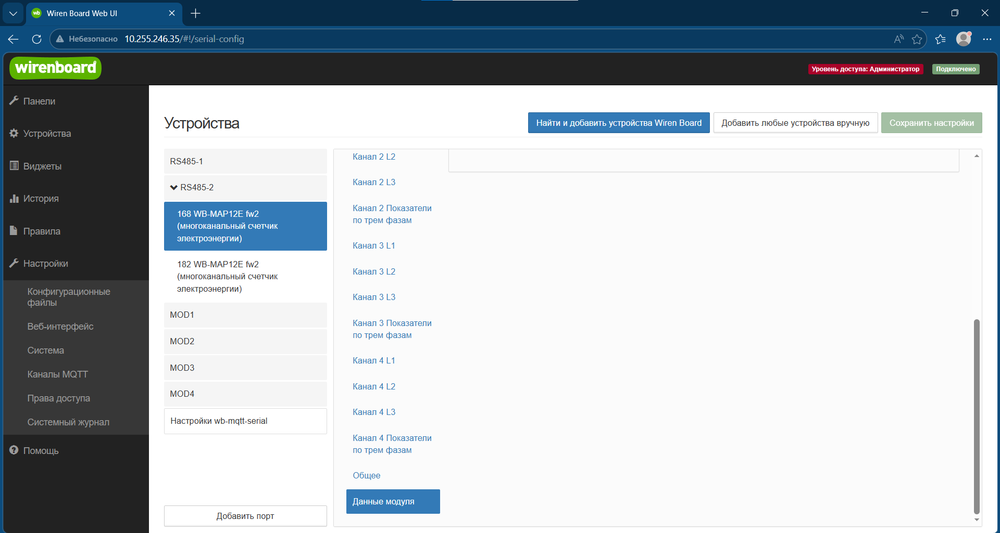 Wiren Board Web UI
Небезопасно
10.255.246.35/#!/serial-config
wirenboard
Уровень доступа: Администратор
Подключено
Панели
Устройства
Виджеты
История
Правила
Настройки
Конфигурационные
файлы
Веб-интерфейс
Система
Каналы MQTT
Права доступа
Системный журнал
Помощь
Устройства
Найти и добавить устройства Wiren Board
Добавить любые устройства вручную
Сохранить настройки
RS485-1
RS485-2
168 WB-MAP12E fw2
(многоканальный счетчик
электроэнергии)
182 WB-MAP12E fw2
(многоканальный счетчик
электроэнергии)
MOD1
MOD2
MOD3
MOD4
Настройки wb-mqtt-serial
Добавить порт
Канал 2 L2
Канал 2 L3
Канал 2 Показатели
по трем фазам
Канал 3 L1
Канал 3 L2
Канал 3 L3
Канал 3 Показатели
по трем фазам
Канал 4 L1
Канал 4 L2
Канал 4 L3
Канал 4 Показатели
по трем фазам
Общее
Данные модуля